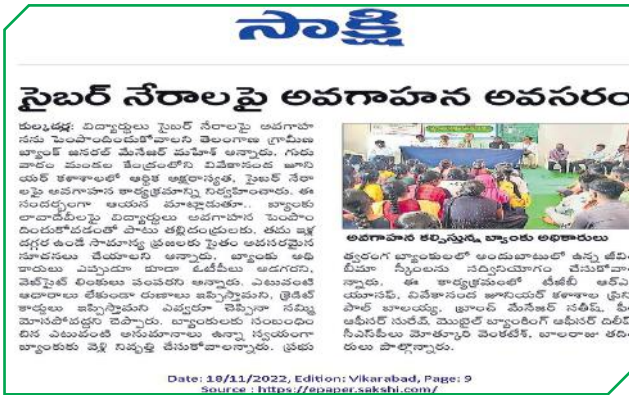 సాక్షి
సైబర్ నేరాలపై అవగాహన అవసరం
కుల్కచర్ల: విద్యార్థులు సైబర్ నేరాలపై అవగాహ
నను పెంపొందించుకోవాలని తెలంగాణ గ్రామీణ
బ్యాంక్ జనరల్ మేనేజర్ మహేశ్ అన్నారు. గురు
వారం మండల కేంద్రంలోని వివేకానంద జూని
యర్ కళాశాలలో ఆర్థిక అక్షరాస్యత, సైబర్ నేరా
లపై అవగాహన కార్యక్రమాన్ని నిర్వహించారు. ఈ
సందర్భంగా ఆయన మాట్లాడుతూ.. బ్యాంకు
లావాదేవీలపై విద్యార్థులు అవగాహన పెంపొం
దించుకోవడంతో పాటు తల్లిదండ్రులకు, తమ ఇళ్ల
దగ్గర ఉండే సామాన్య ప్రజలకు సైతం అవసరమైన
సూచనలు చేయాలని అన్నారు. బ్యాంకు అధి
కారులు ఎప్పుడూ కూడా ఓటీపీలు అడగరని,
వెబ్‌సైట్ లింకులు పంపరని అన్నారు. ఎటువంటి
ఆధారాలు లేకుండా రుణాలు ఇప్పిస్తామని, క్రెడిట్
కార్డులు ఇప్పిస్తామని ఎవ్వరూ చెప్పినా నమ్మి
మోసపోవద్దని చెప్పారు. బ్యాంకులకు సంబంధిం
చిన ఎటువంటి అనుమానాలు ఉన్నా స్వయంగా
బ్యాంకుకు వెళ్లి నివృత్తి చేసుకోవాలన్నారు. ప్రభు
అవగాహన కల్పిస్తున్న బ్యాంకు అధికారులు
త్వరంగ బ్యాంకులలో అందుబాటులో ఉన్న జీవి
బీమా స్కీంలను సద్వినియోగం చేసుకోవా
న్నారు. ఈ కార్యక్రమంలో టీజీబీ ఆర్ఎ
యూసఫ్, వివేకానంద జూనియర్ కళాశాల ప్రిన్
పాల్ బాలయ్య, బ్రాంచ్ మేనేజర్ సతీష్, ఫీ
ఆఫీసర్ సురేష్, మొబైల్ బ్యాంకింగ్ ఆఫీసర్ దిలీప్
సీఎస్‌పీలు మాత్కూరి వెంకటేశ్, బాలరాజు తది
రులు పాల్గొన్నారు.
Date: 18/11/2022, Edition: Vikarabad, Page: 9
Source : https://epaper.sakshi.com/